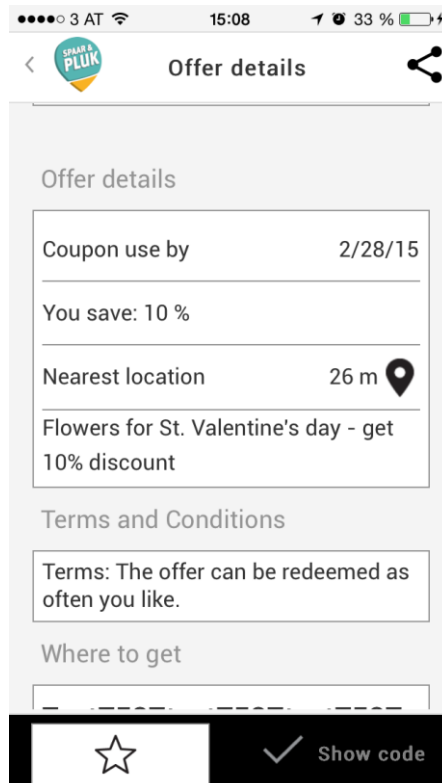 3 AT 15:08 33 %
SPAAR &
PLUK
Offer details
Offer details
Coupon use by 2/28/15
You save: 10 %
Nearest location 26 m
Flowers for St. Valentine's day - get
10% discount
Terms and Conditions
Terms: The offer can be redeemed as
often you like.
Where to get
Show code